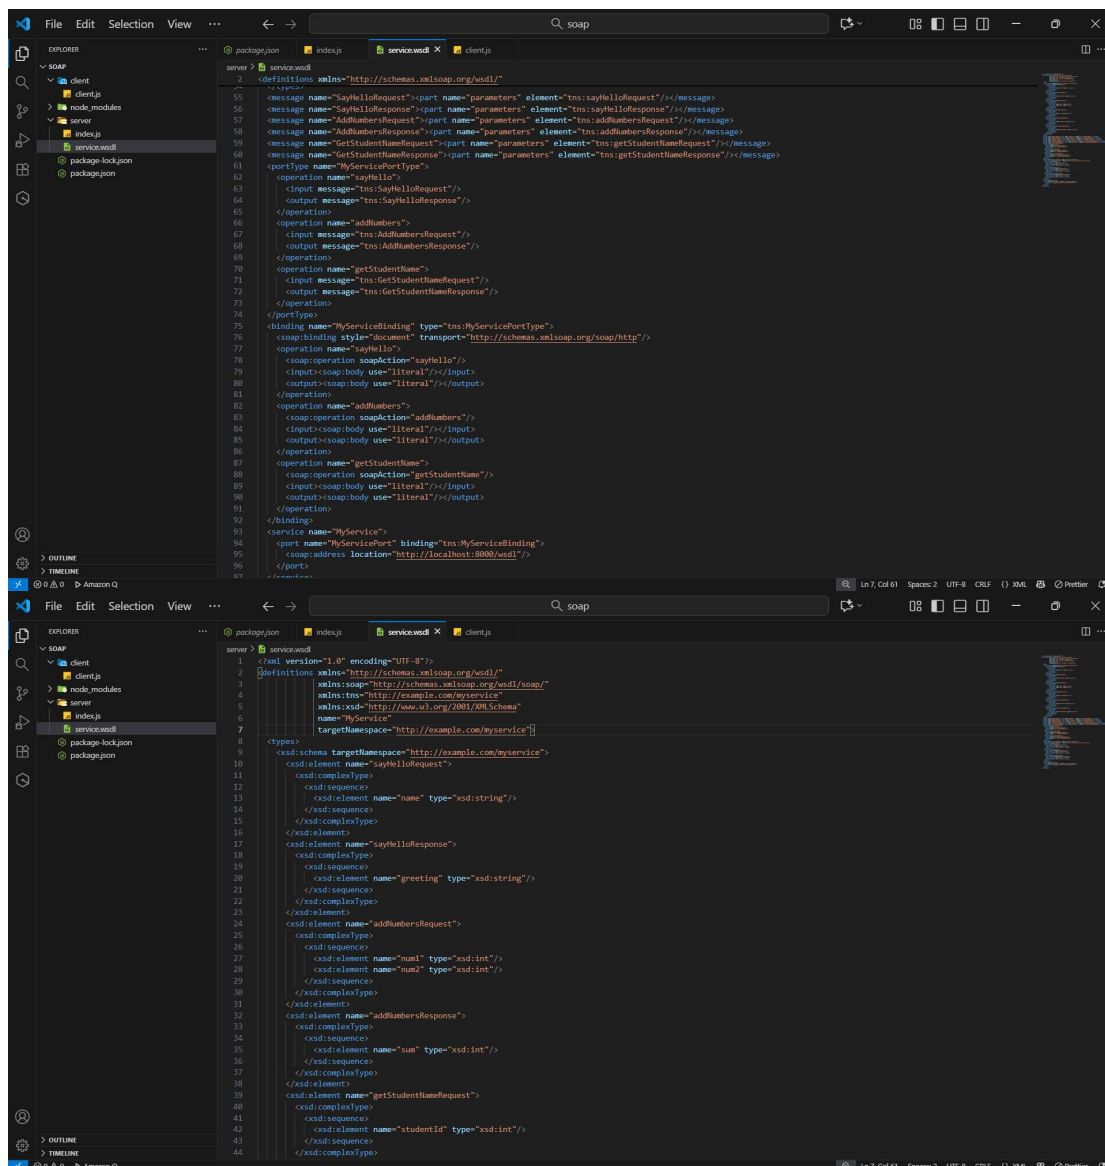 File Edit Selection View ··· soap
EXPLORER ··· package.json index.js service.wsdl client.js
SOAP
client
client.js
node_modules
server
index.js
service.wsdl
package-lock.json
package.json
OUTLINE
TIMELINE
server > service.wsdl
2 <definitions xmlns="http://schemas.xmlsoap.org/wsdl/"
54 </types>
55 <message name="SayHelloRequest"><part name="parameters" element="tns:sayHelloRequest"/></message>
56 <message name="SayHelloResponse"><part name="parameters" element="tns:sayHelloResponse"/></message>
57 <message name="AddNumbersRequest"><part name="parameters" element="tns:addNumbersRequest"/></message>
58 <message name="AddNumbersResponse"><part name="parameters" element="tns:addNumbersResponse"/></message>
59 <message name="GetStudentNameRequest"><part name="parameters" element="tns:getStudentNameRequest"/></message>
60 <message name="GetStudentNameResponse"><part name="parameters" element="tns:getStudentNameResponse"/></message>
61 <portType name="MyServicePortType">
62 <operation name="sayHello">
63 <input message="tns:SayHelloRequest"/>
64 <output message="tns:SayHelloResponse"/>
65 </operation>
66 <operation name="addNumbers">
67 <input message="tns:AddNumbersRequest"/>
68 <output message="tns:AddNumbersResponse"/>
69 </operation>
70 <operation name="getStudentName">
71 <input message="tns:GetStudentNameRequest"/>
72 <output message="tns:GetStudentNameResponse"/>
73 </operation>
74 </portType>
75 <binding name="MyServiceBinding" type="tns:MyServicePortType">
76 <soap:binding style="document" transport="http://schemas.xmlsoap.org/soap/http"/>
77 <operation name="sayHello">
78 <soap:operation soapAction="sayHello"/>
79 <input><soap:body use="literal"/></input>
80 <output><soap:body use="literal"/></output>
81 </operation>
82 <operation name="addNumbers">
83 <soap:operation soapAction="addNumbers"/>
84 <input><soap:body use="literal"/></input>
85 <output><soap:body use="literal"/></output>
86 </operation>
87 <operation name="getStudentName">
88 <soap:operation soapAction="getStudentName"/>
89 <input><soap:body use="literal"/></input>
90 <output><soap:body use="literal"/></output>
91 </operation>
92 </binding>
93 <service name="MyService">
94 <port name="MyServicePort" binding="tns:MyServiceBinding">
95 <soap:address location="http://localhost:8000/wsdl"/>
96 </port>
97 </service>
0 0 Amazon Q Ln 7, Col 61 Spaces: 2 UTF-8 CRLF {} XML Prettier
File Edit Selection View ··· soap
EXPLORER ··· package.json index.js service.wsdl client.js
SOAP
client
client.js
node_modules
server
index.js
service.wsdl
package-lock.json
package.json
OUTLINE
TIMELINE
server > service.wsdl
1 <?xml version="1.0" encoding="UTF-8"?>
2 <definitions xmlns="http://schemas.xmlsoap.org/wsdl/"
3 xmlns:soap="http://schemas.xmlsoap.org/wsdl/soap/"
4 xmlns:tns="http://example.com/myservice"
5 xmlns:xsd="http://www.w3.org/2001/XMLSchema"
6 name="MyService"
7 targetNamespace="http://example.com/myservice">
8 <types>
9 <xsd:schema targetNamespace="http://example.com/myservice">
10 <xsd:element name="sayHelloRequest">
11 <xsd:complexType>
12 <xsd:sequence>
13 <xsd:element name="name" type="xsd:string"/>
14 </xsd:sequence>
15 </xsd:complexType>
16 </xsd:element>
17 <xsd:element name="sayHelloResponse">
18 <xsd:complexType>
19 <xsd:sequence>
20 <xsd:element name="greeting" type="xsd:string"/>
21 </xsd:sequence>
22 </xsd:complexType>
23 </xsd:element>
24 <xsd:element name="addNumbersRequest">
25 <xsd:complexType>
26 <xsd:sequence>
27 <xsd:element name="num1" type="xsd:int"/>
28 <xsd:element name="num2" type="xsd:int"/>
29 </xsd:sequence>
30 </xsd:complexType>
31 </xsd:element>
32 <xsd:element name="addNumbersResponse">
33 <xsd:complexType>
34 <xsd:sequence>
35 <xsd:element name="sum" type="xsd:int"/>
36 </xsd:sequence>
37 </xsd:complexType>
38 </xsd:element>
39 <xsd:element name="getStudentNameRequest">
40 <xsd:complexType>
41 <xsd:sequence>
42 <xsd:element name="studentId" type="xsd:int"/>
43 </xsd:sequence>
44 </xsd:complexType>
0 0 Amazon Q Ln 7, Col 61 Spaces: 2 UTF-8 CRLF {} XML Prettier